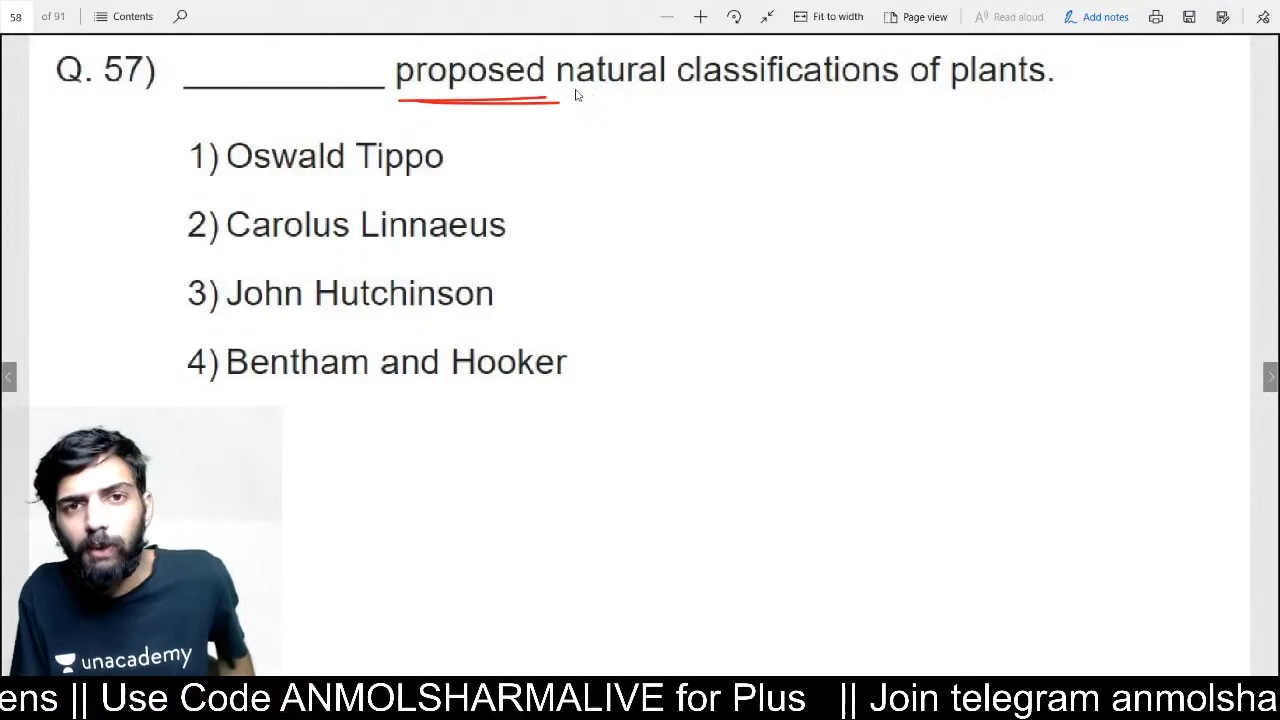 58 of 91 Contents Fit to width Page view Read aloud Add notes
Q. 57) __________ proposed natural classifications of plants.
1) Oswald Tippo
2) Carolus Linnaeus
3) John Hutchinson
4) Bentham and Hooker
unacademy
ens || Use Code ANMOLSHARMALIVE for Plus || Join telegram anmolsha